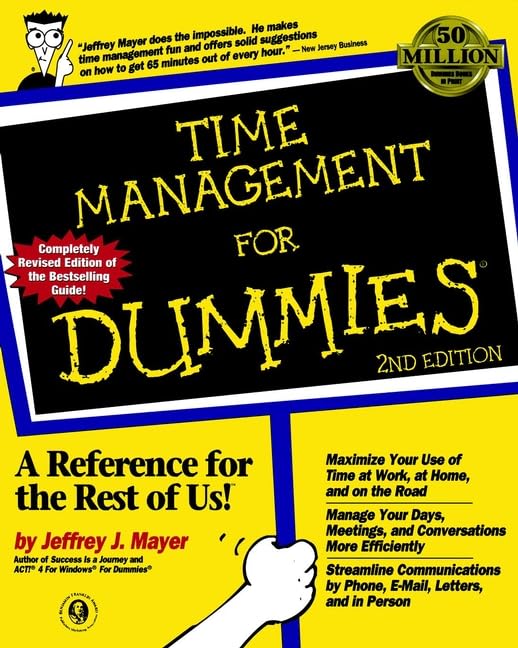 "Jeffrey Mayer does the impossible. He makes
time management fun and offers solid suggestions
on how to get 65 minutes out of every hour." — New Jersey Business
50
MILLION
Dummies Books
in Print
TIME
MANAGEMENT
FOR
DUMMIES®
2ND EDITION
Completely
Revised Edition of
the Bestselling
Guide!
A Reference for
the Rest of Us!™
by Jeffrey J. Mayer
Author of Success is a Journey and
ACT!® 4 For Windows® For Dummies®
Maximize Your Use of
Time at Work, at Home,
and on the Road
Manage Your Days,
Meetings, and Conversations
More Efficiently
Streamline Communications
by Phone, E-Mail, Letters,
and in Person
BENJAMIN FRANKLIN AWARD